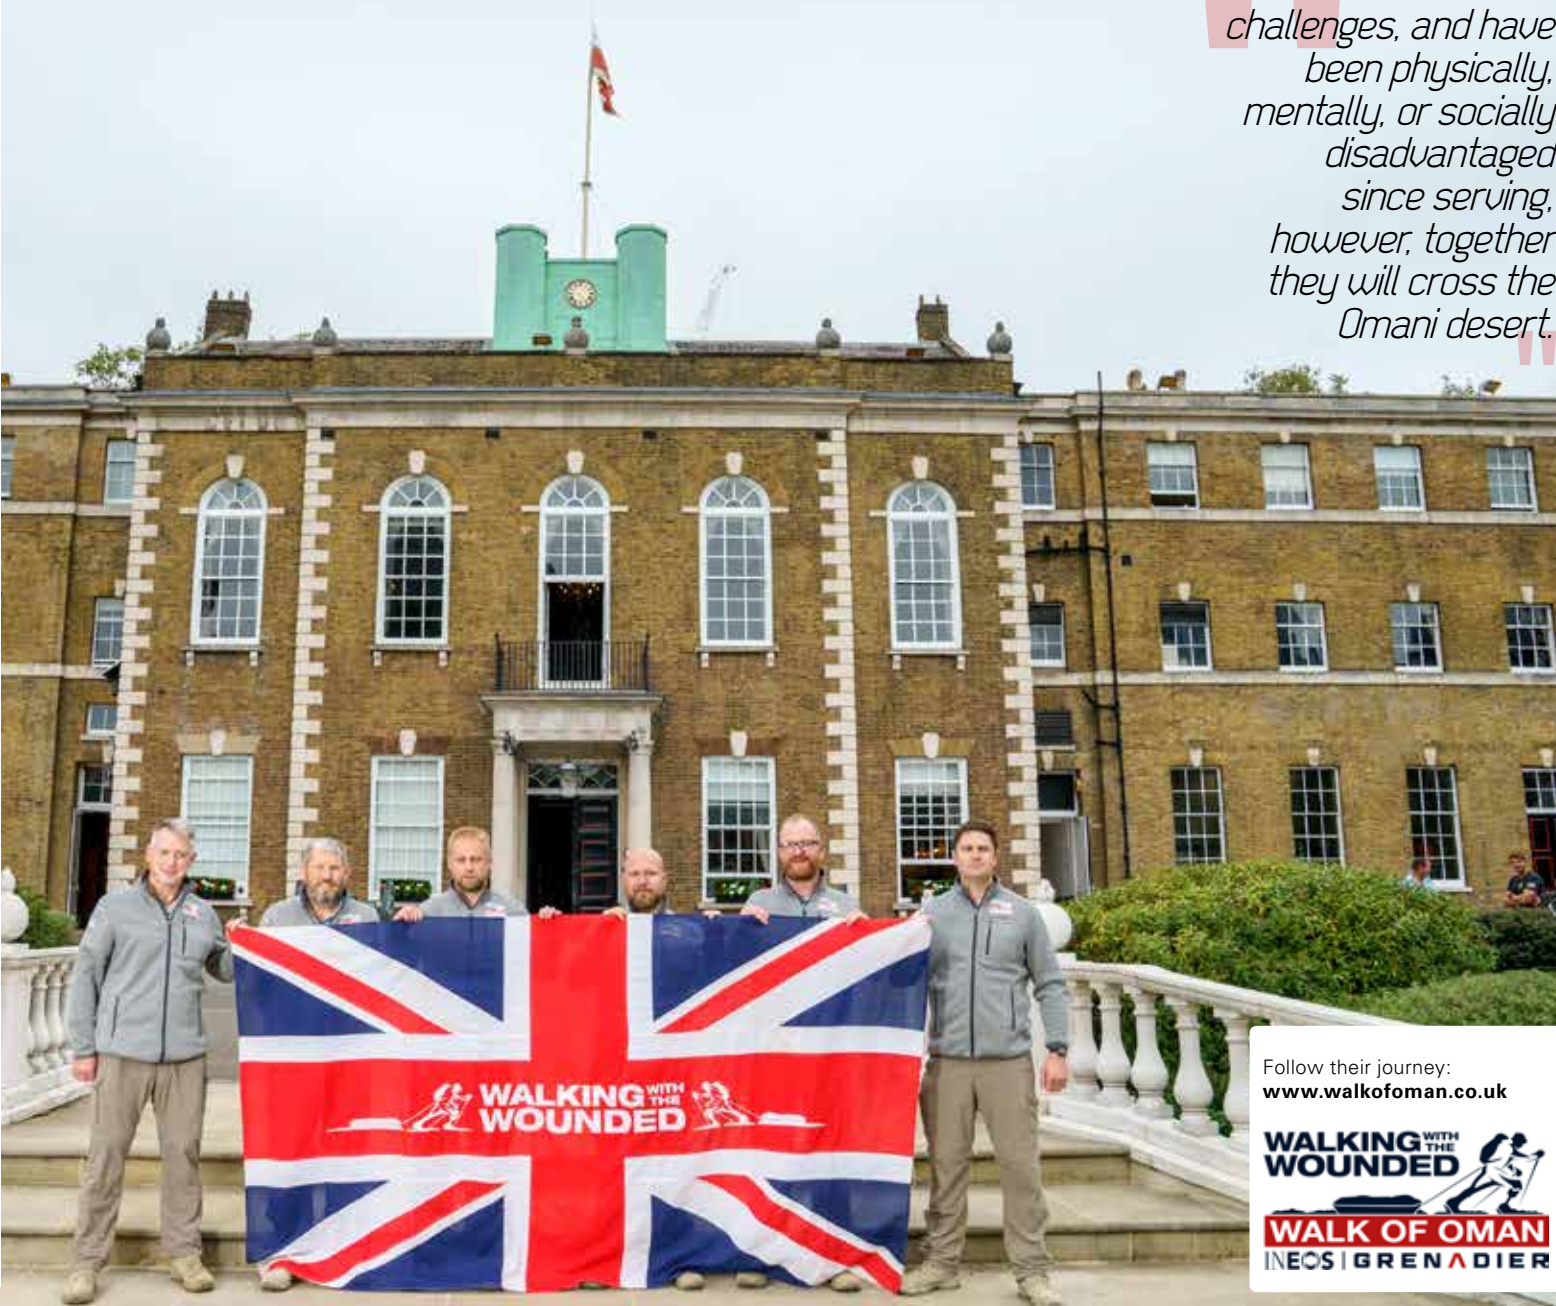 challenges, and have
been physically,
mentally, or socially
disadvantaged
since serving,
however, together
they will cross the
Omani desert.
"
WALKING WITH THE
WOUNDED
Follow their journey:
www.walkofoman.co.uk
WALKING WITH THE
WOUNDED
WALK OF OMAN
INEOS | GRENADIER